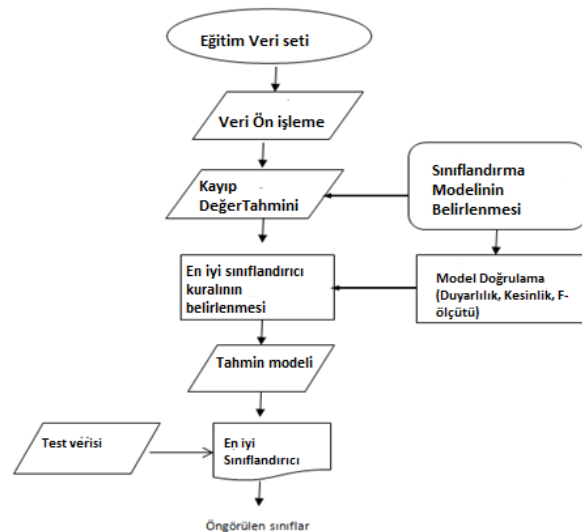 Eğitim Veri seti
Veri Ön işleme
Kayıp
DeğerTahmini
Sınıflandırma
Modelinin
Belirlenmesi
En iyi sınıflandırıcı
kuralının
belirlenmesi
Model Doğrulama
(Duyarlılık, Kesinlik, F-
ölçütü)
Tahmin modeli
Test verisi
En iyi
Sınıflandırıcı
Öngörülen sınıflar